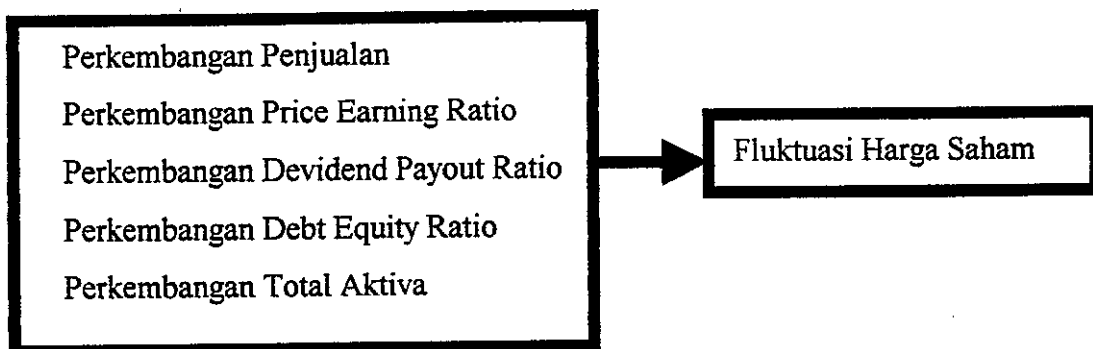 Perkembangan Penjualan
Perkembangan Price Earning Ratio
Perkembangan Devidend Payout Ratio
Perkembangan Debt Equity Ratio
Perkembangan Total Aktiva
Fluktuasi Harga Saham